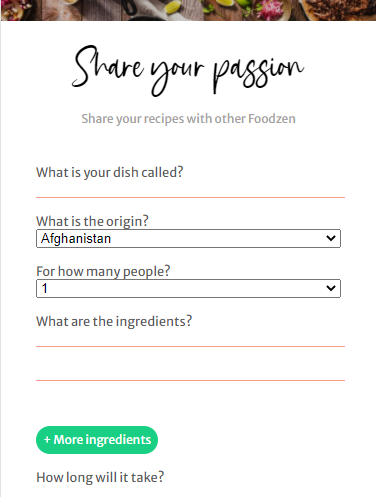 Share your passion
Share your recipes with other Foodzen
What is your dish called?
What is the origin?
Afghanistan
For how many people?
1
What are the ingredients?
+ More ingredients
How long will it take?